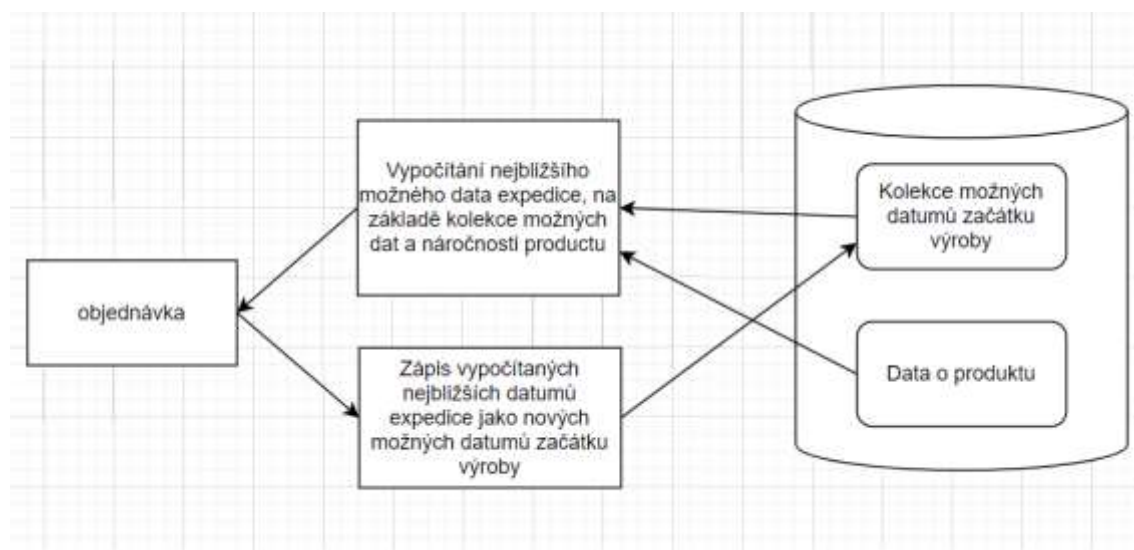 Vypočítání nejbližšího
možného data expedice, na
základě kolekce možných
dat a náročnosti productu
Kolekce možných
datumů začátku
výroby
objednávka
Zápis vypočítaných
nejbližších datumů
expedice jako nových
možných datumů začátku
výroby
Data o produktu